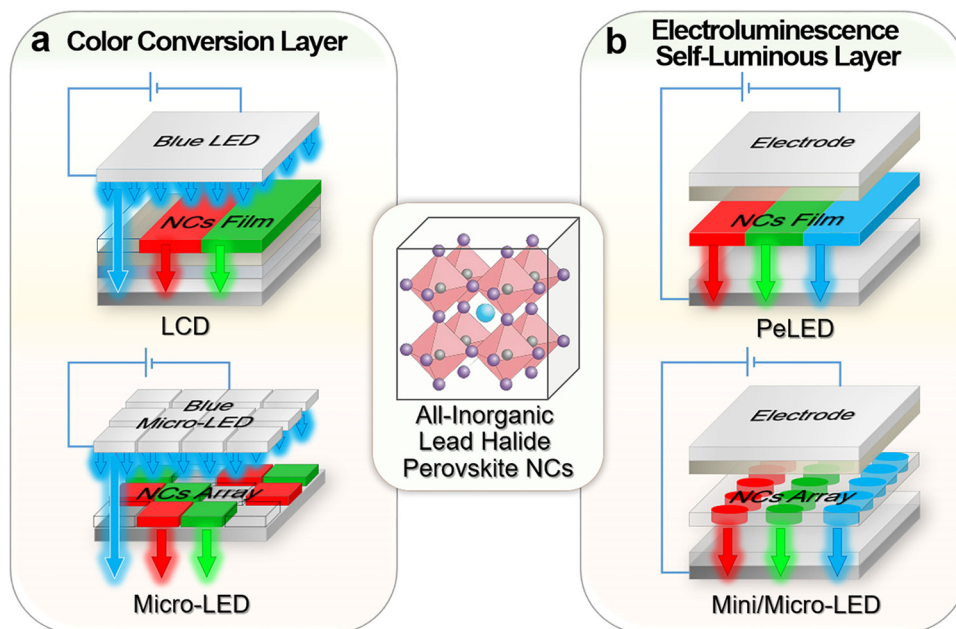 a Color Conversion Layer
Blue LED
NCs Film
LCD
Blue
Micro-LED
NCs Array
Micro-LED
All-Inorganic
Lead Halide
Perovskite NCs
b Electroluminescence
Self-Luminous Layer
Electrode
NCs Film
PeLED
Electrode
NCs Array
Mini/Micro-LED